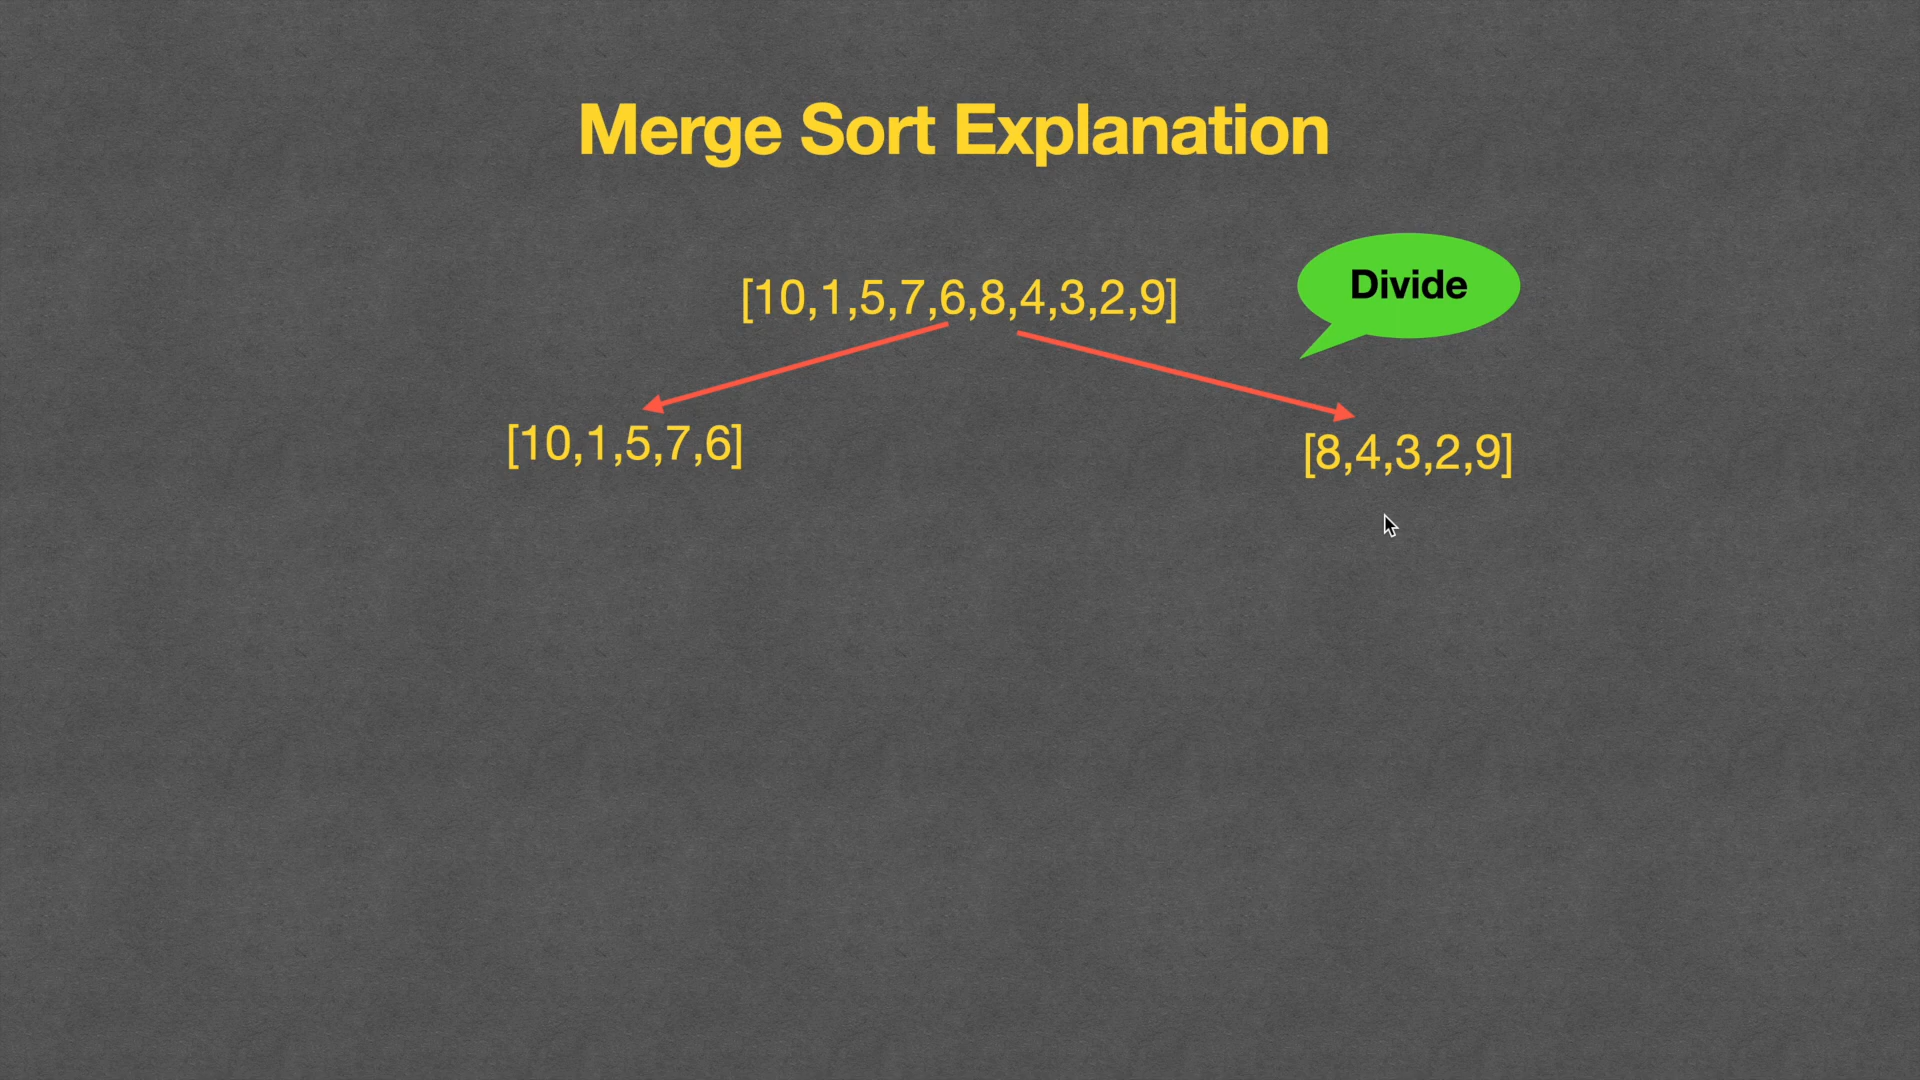 Merge Sort Explanation
Divide
[10,1,5,7,6,8,4,3,2,9]
[10,1,5,7,6]
[8,4,3,2,9]